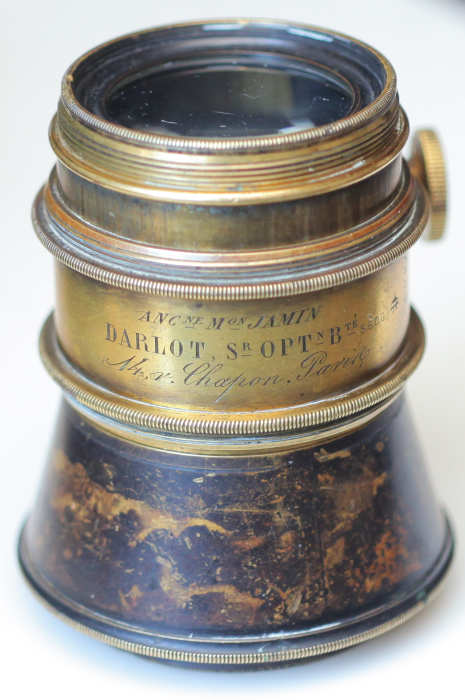 ANCNE MON JAMIN
DARLOT, SR OPTN BTÉ S.G.D.G.
14, r. Chapon. Paris